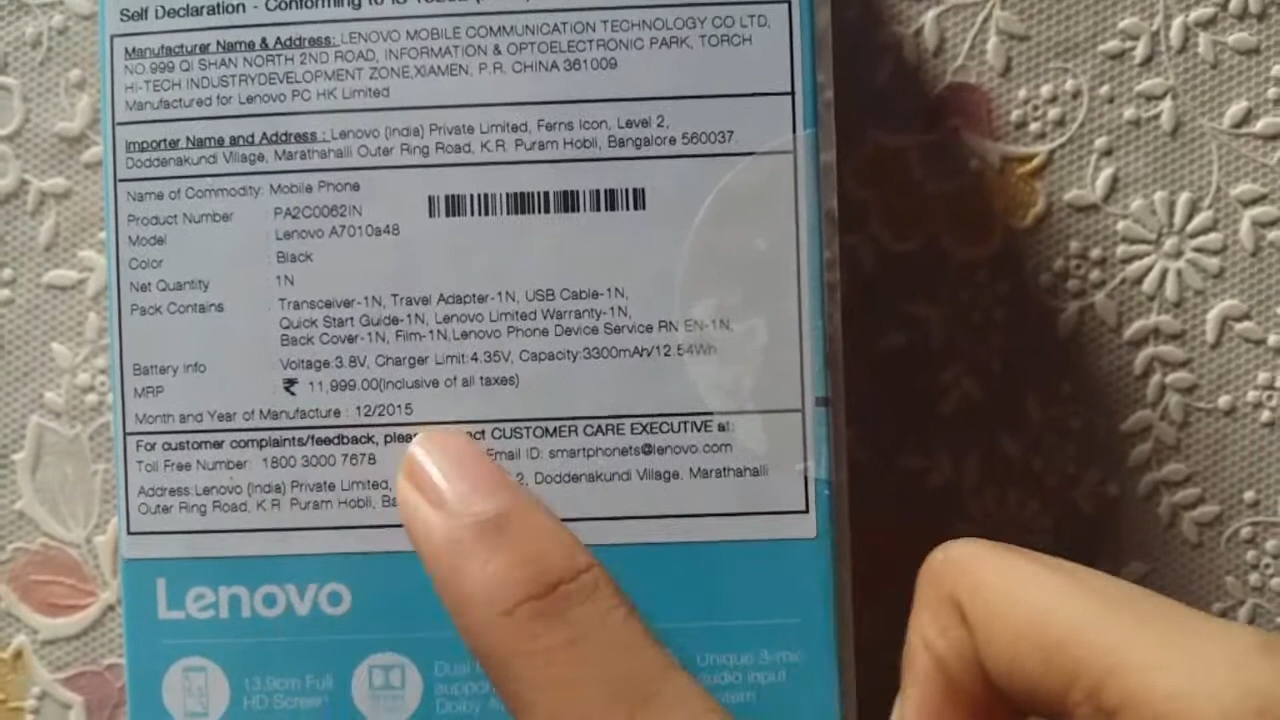 Self Declaration - Conforming to IS
Manufacturer Name & Address: LENOVO MOBILE COMMUNICATION TECHNOLOGY CO LTD,
NO.999 QI SHAN NORTH 2ND ROAD, INFORMATION & OPTOELECTRONIC PARK, TORCH
HI-TECH INDUSTRYDEVELOPMENT ZONE,XIAMEN, P.R. CHINA 361009
Manufactured for Lenovo PC HK Limited
Importer Name and Address : Lenovo (India) Private Limited, Ferns Icon, Level 2,
Doddenakundi Village, Marathahalli Outer Ring Road, K.R. Puram Hobli, Bangalore 560037
Name of Commodity: Mobile Phone
Product Number : PA2C0062IN
Model : Lenovo A7010a48
Color : Black
Net Quantity : 1N
Pack Contains : Transceiver-1N, Travel Adapter-1N, USB Cable-1N,
Quick Start Guide-1N, Lenovo Limited Warranty-1N,
Back Cover-1N, Film-1N,Lenovo Phone Device Service RN EN-1N,
Battery Info : Voltage:3.8V, Charger Limit:4.35V, Capacity:3300mAh/12.54Wh
MRP : ₹ 11,999.00(Inclusive of all taxes)
Month and Year of Manufacture : 12/2015
For customer complaints/feedback, CUSTOMER CARE EXECUTIVE at:
Toll Free Number: 1800 3000 7678 Email ID: smartphonets@lenovo.com
Address:Lenovo (India) Private Limited, 2, Doddenakundi Village, Marathahalli
Outer Ring Road, K R Puram Hobli,
Lenovo
13.9cm Full
HD Screen
Dual
Dolby
Unique 3-mic
audio input